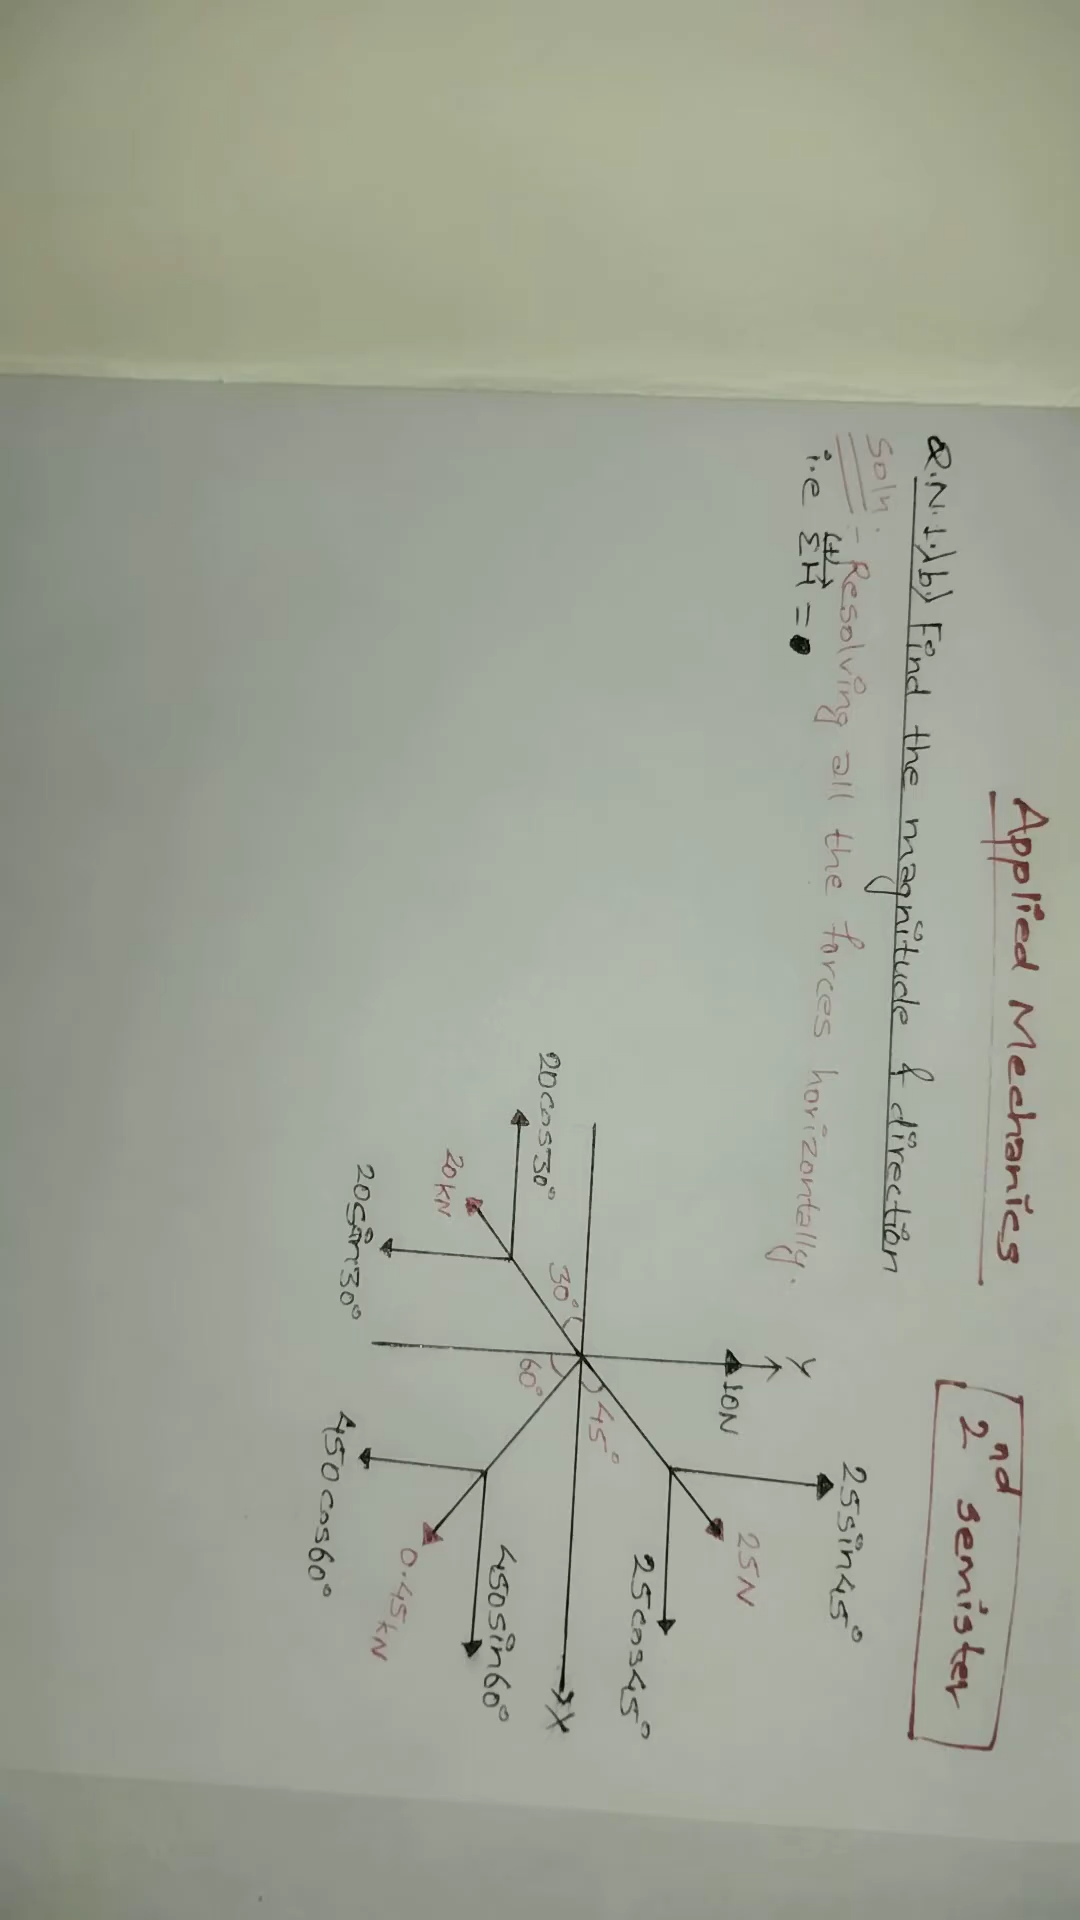 Applied Mechanics
2nd semister
Q.N.1.)b.) Find the magnitude & direction
Soln:- Resolving all the forces horizontally.
i.e ΣH =
Y
10N
25sin45°
25N
25cos45°
45°
X
30°
20cos30°
20KN
20sin30°
60°
450sin60°
0.45KN
450cos60°